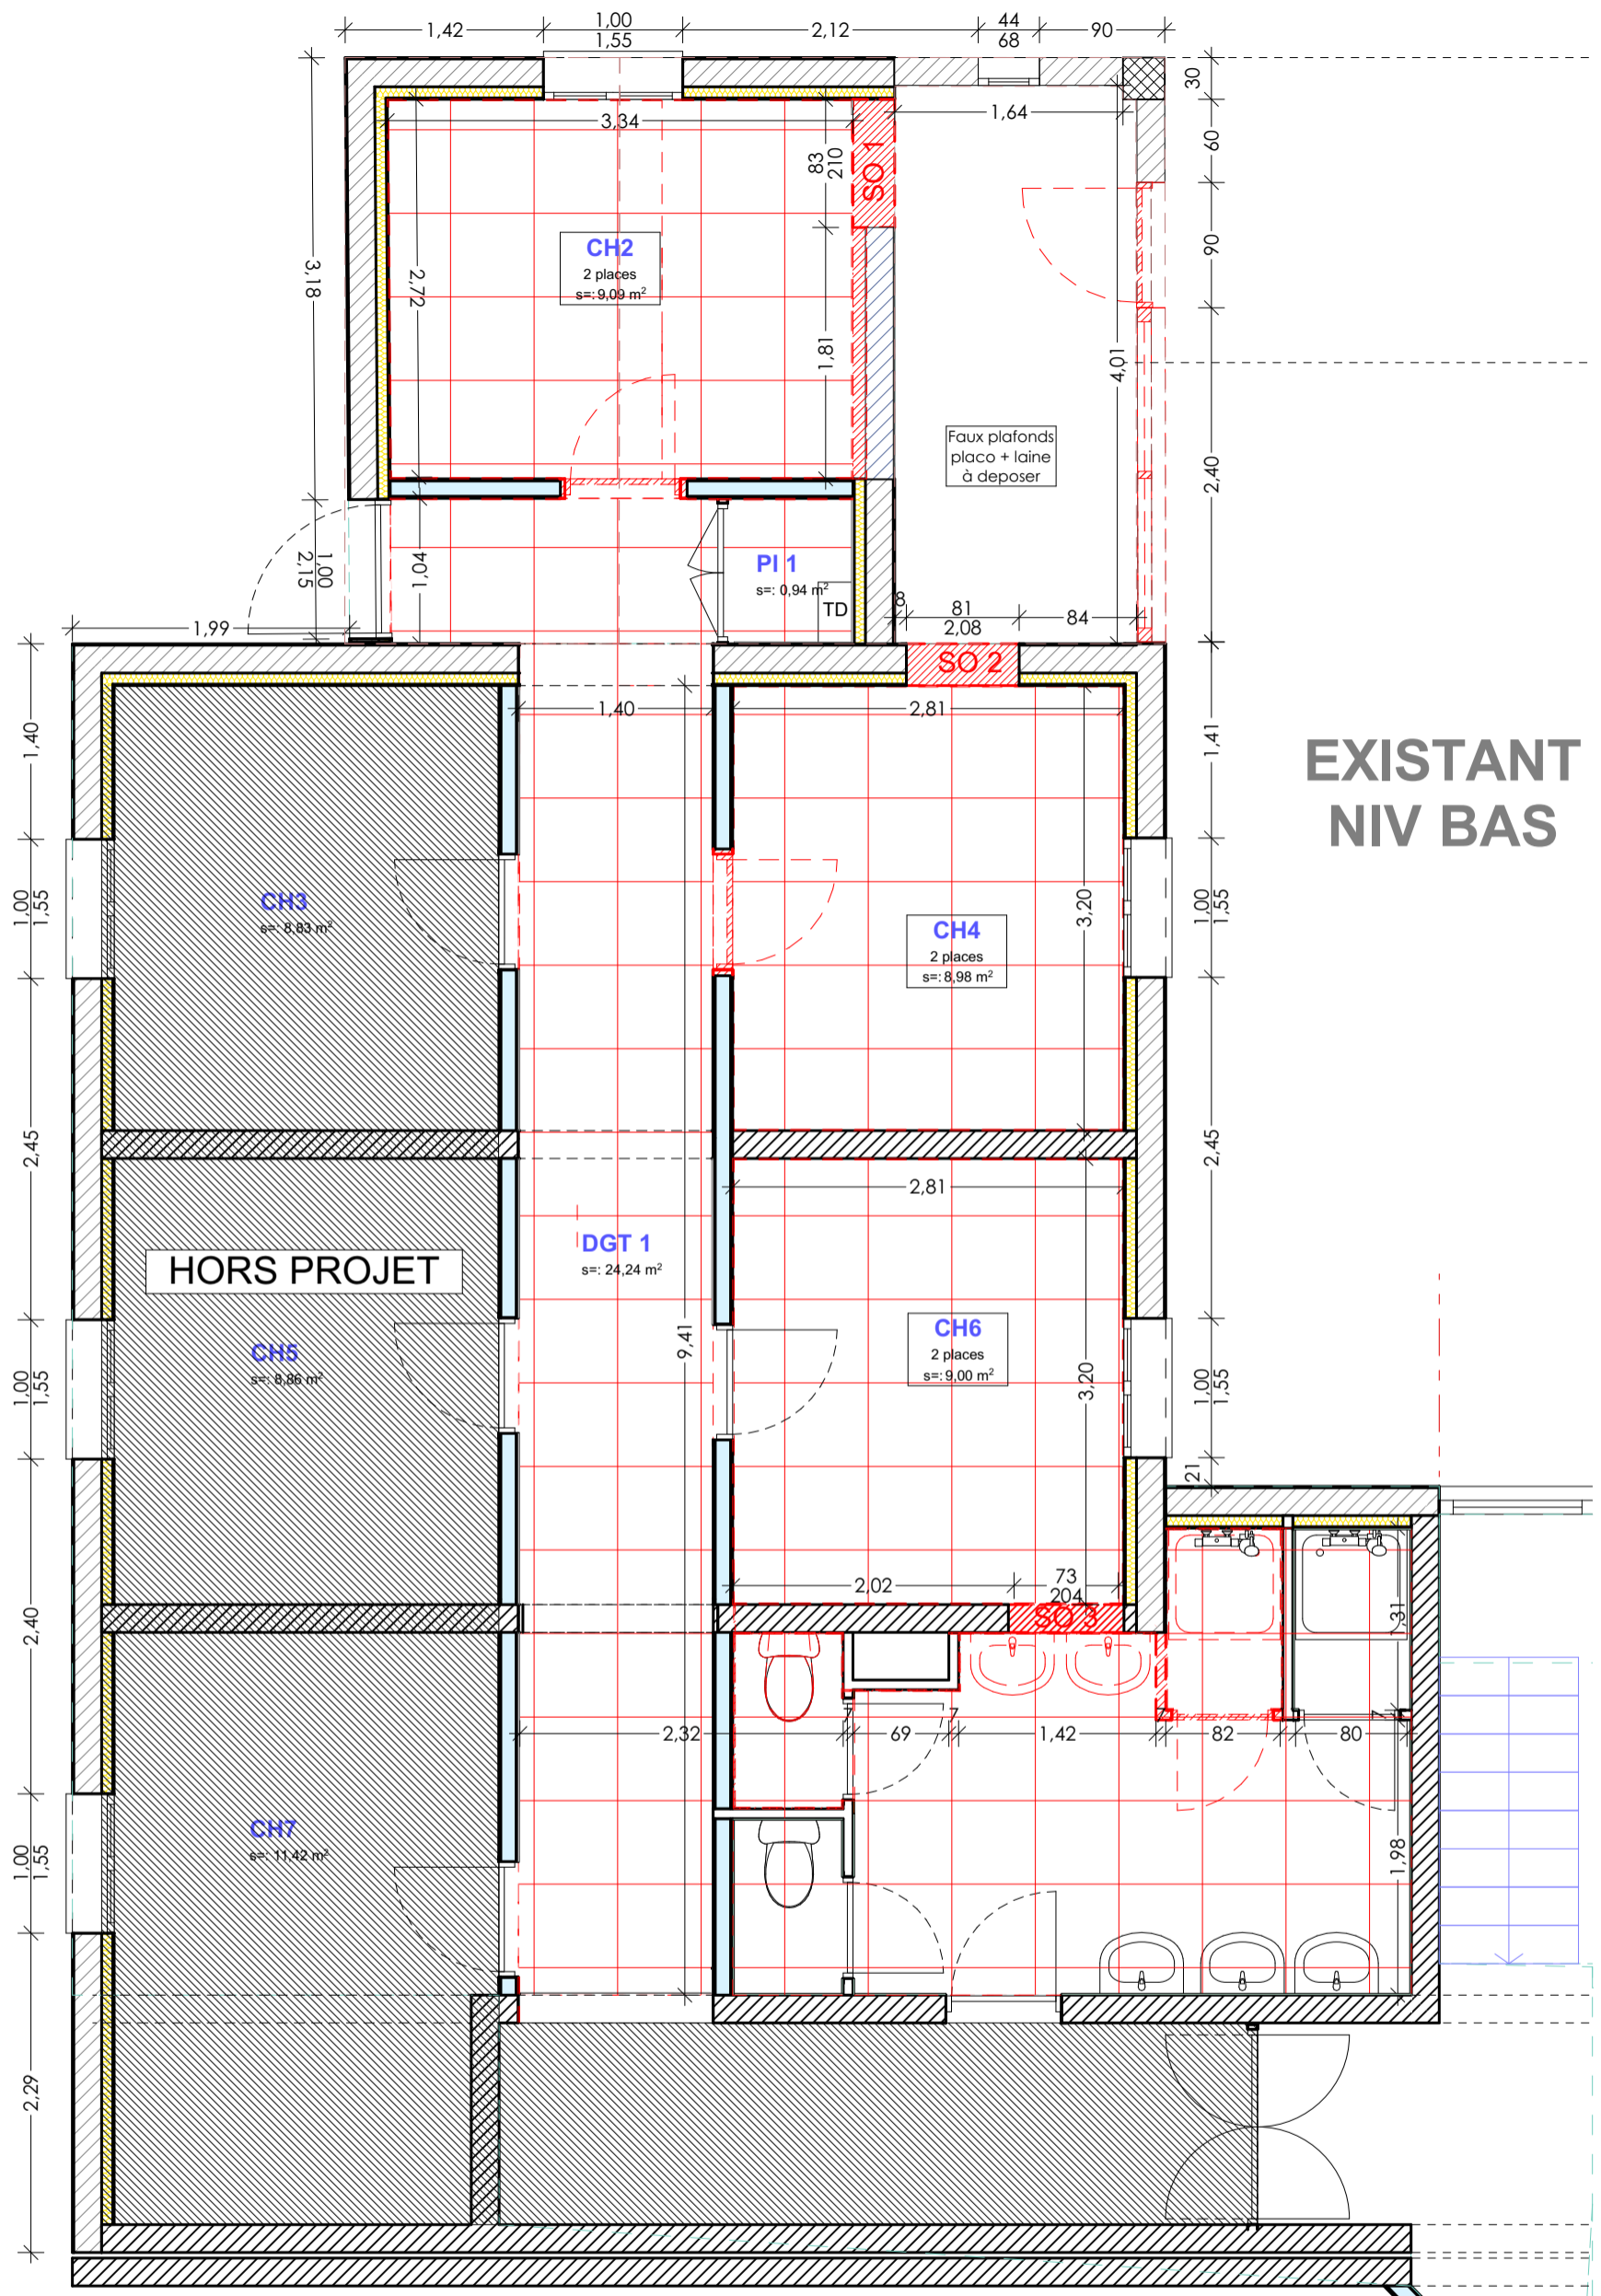 1,42
1,00
1,55
2,12
44
68
90
30
3,34
1,64
60
83
210
SO 1
90
3,18
2,72
CH2
2 places
s=: 9,09 m²
1,81
4,01
2,40
Faux plafonds
placo + laine
à deposer
1,00
2,15
1,04
PI 1
s=: 0,94 m²
TD
8
81
2,08
84
1,99
SO 2
1,40
1,40
2,81
1,41
EXISTANT
NIV BAS
1,00
1,55
CH3
s=: 8,83 m²
3,20
CH4
2 places
s=: 8,98 m²
1,00
1,55
2,45
2,45
2,81
DGT 1
s=: 24,24 m²
HORS PROJET
9,41
1,00
1,55
CH5
s=: 8,86 m²
CH6
2 places
s=: 9,00 m²
3,20
1,00
1,55
21
2,40
2,02
73
204
SO 3
1,31
2,32
7
69
7
1,42
7
82
80
7
1,00
1,55
CH7
s=: 11,42 m²
1,98
2,29